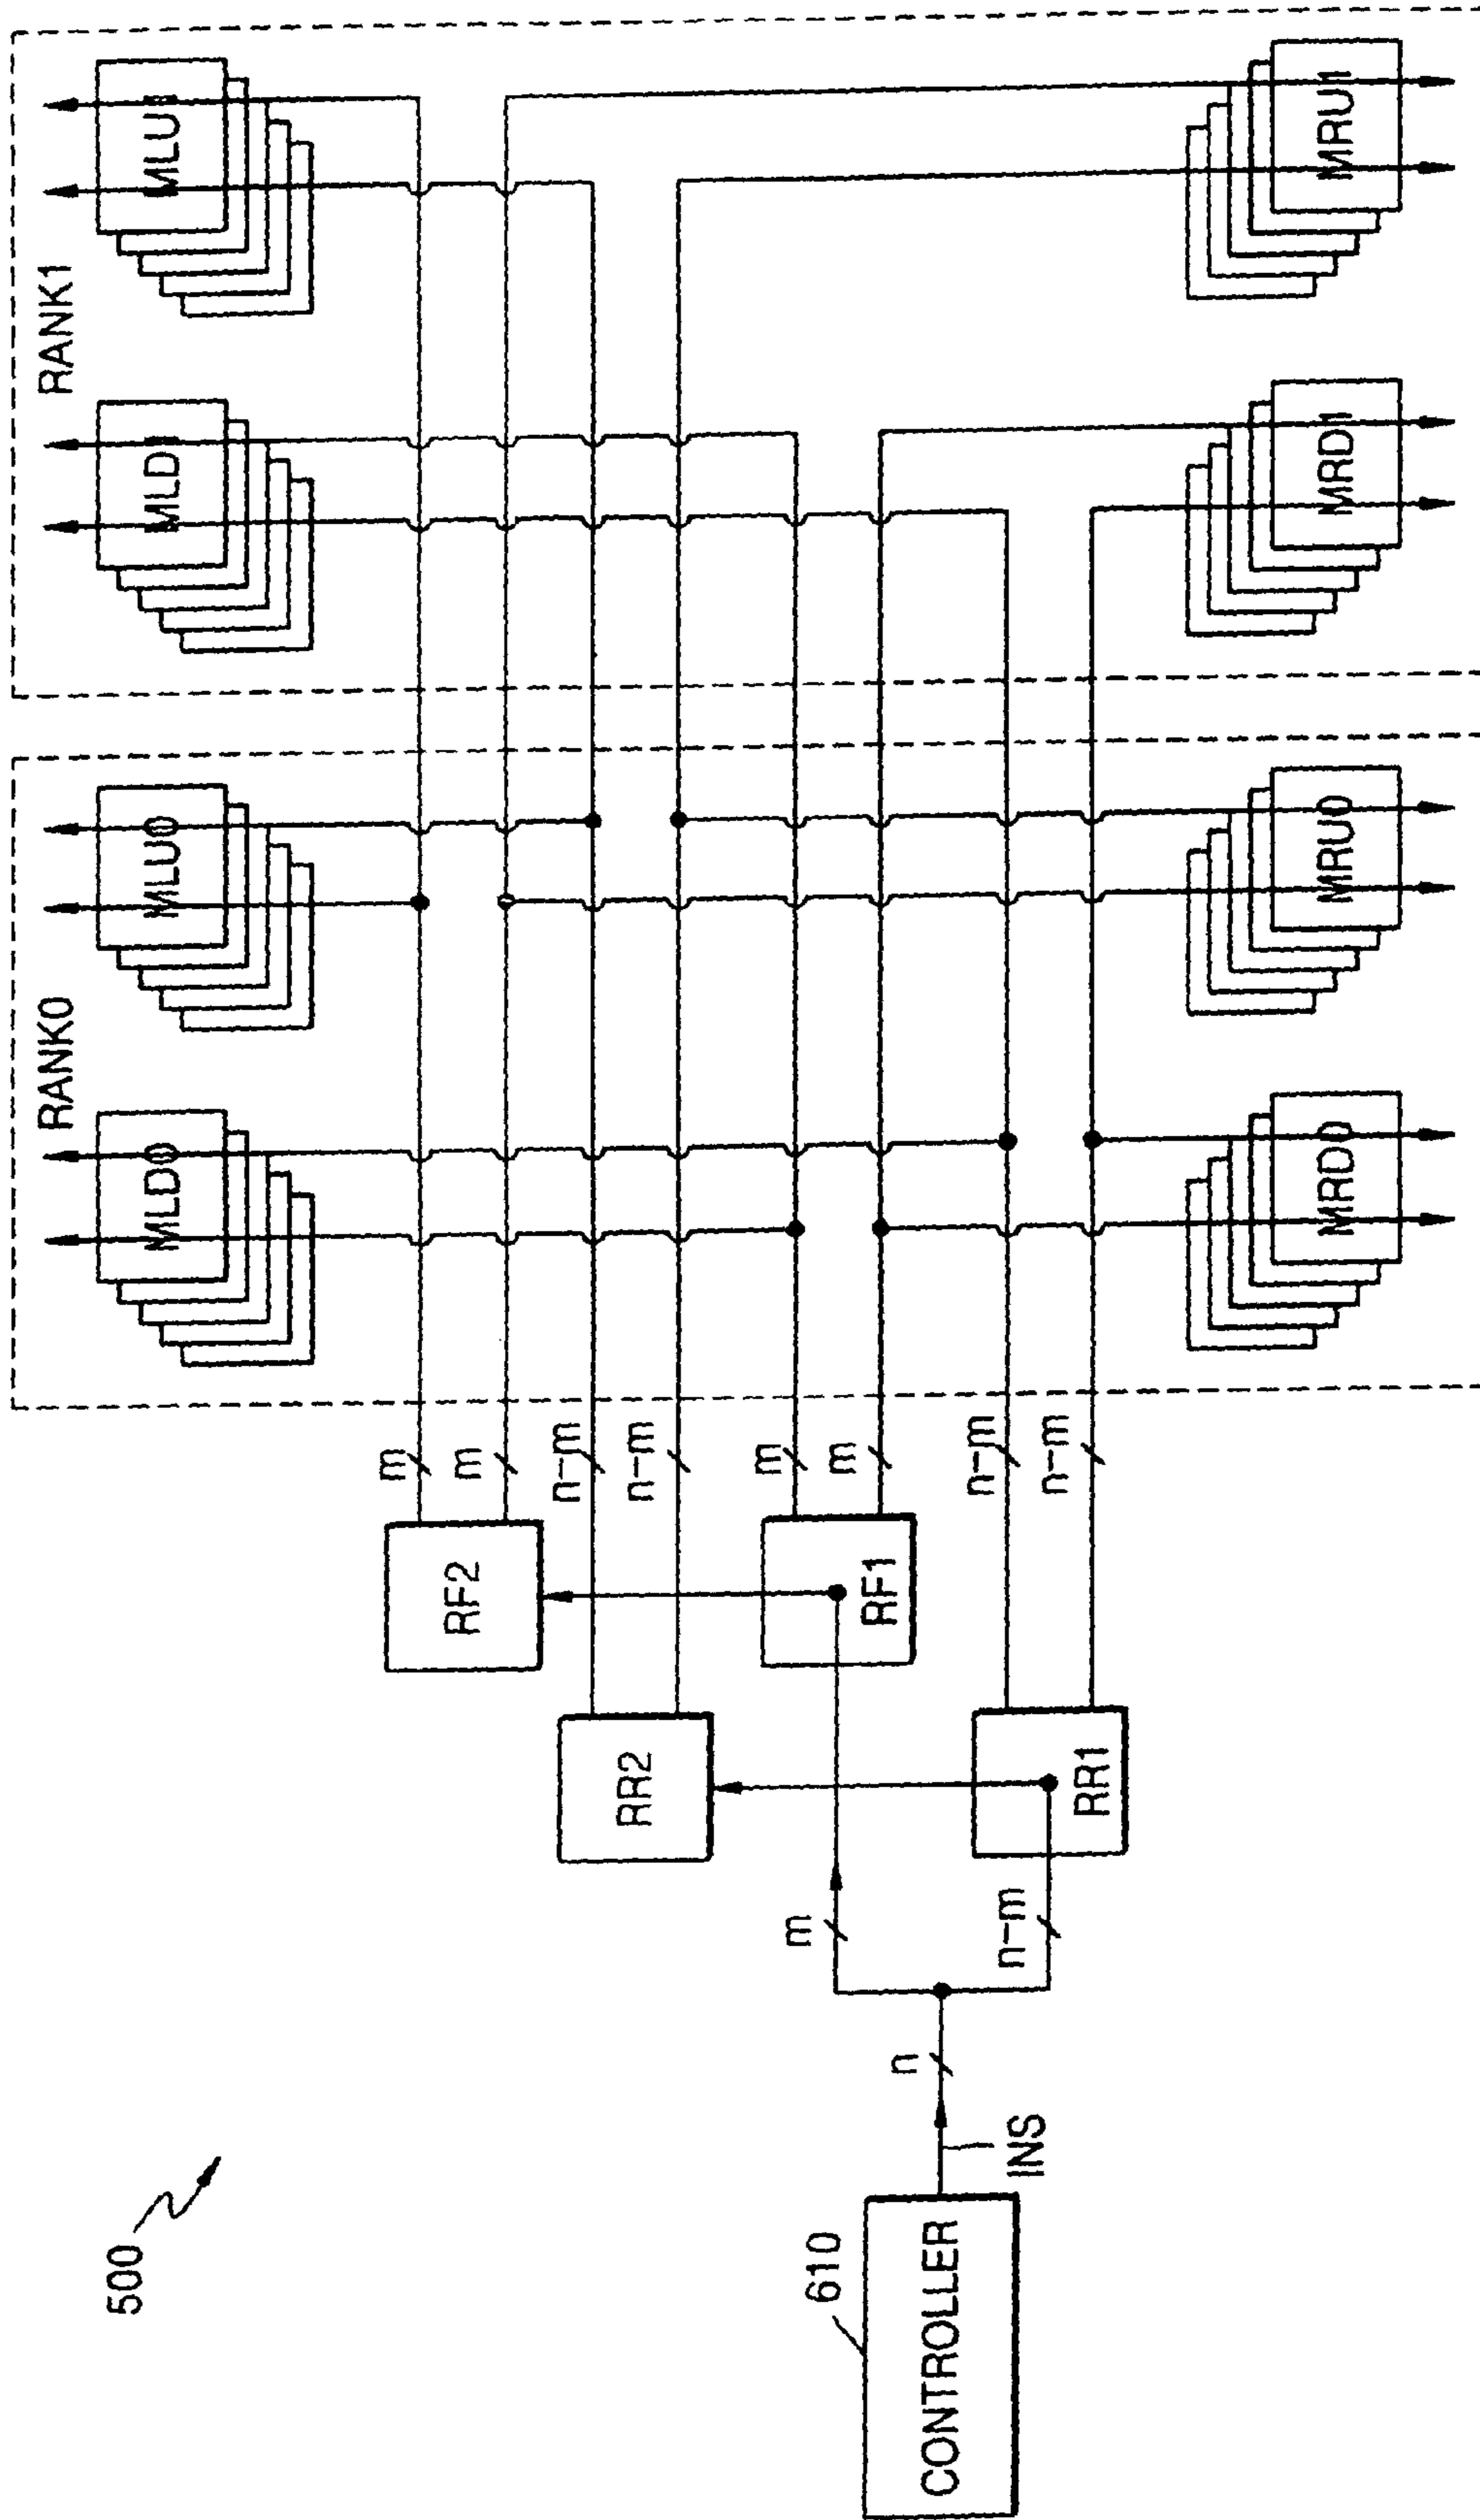 500
610
CONTROLLER
INS
n
m
n-m
RR1
RR2
RF1
RF2
m
m
n-m
n-m
m
m
n-m
n-m
RANK0
MLD0
MLU0
MRD0
MRU0
RANK1
MLD1
MLU1
MRD1
MRU1